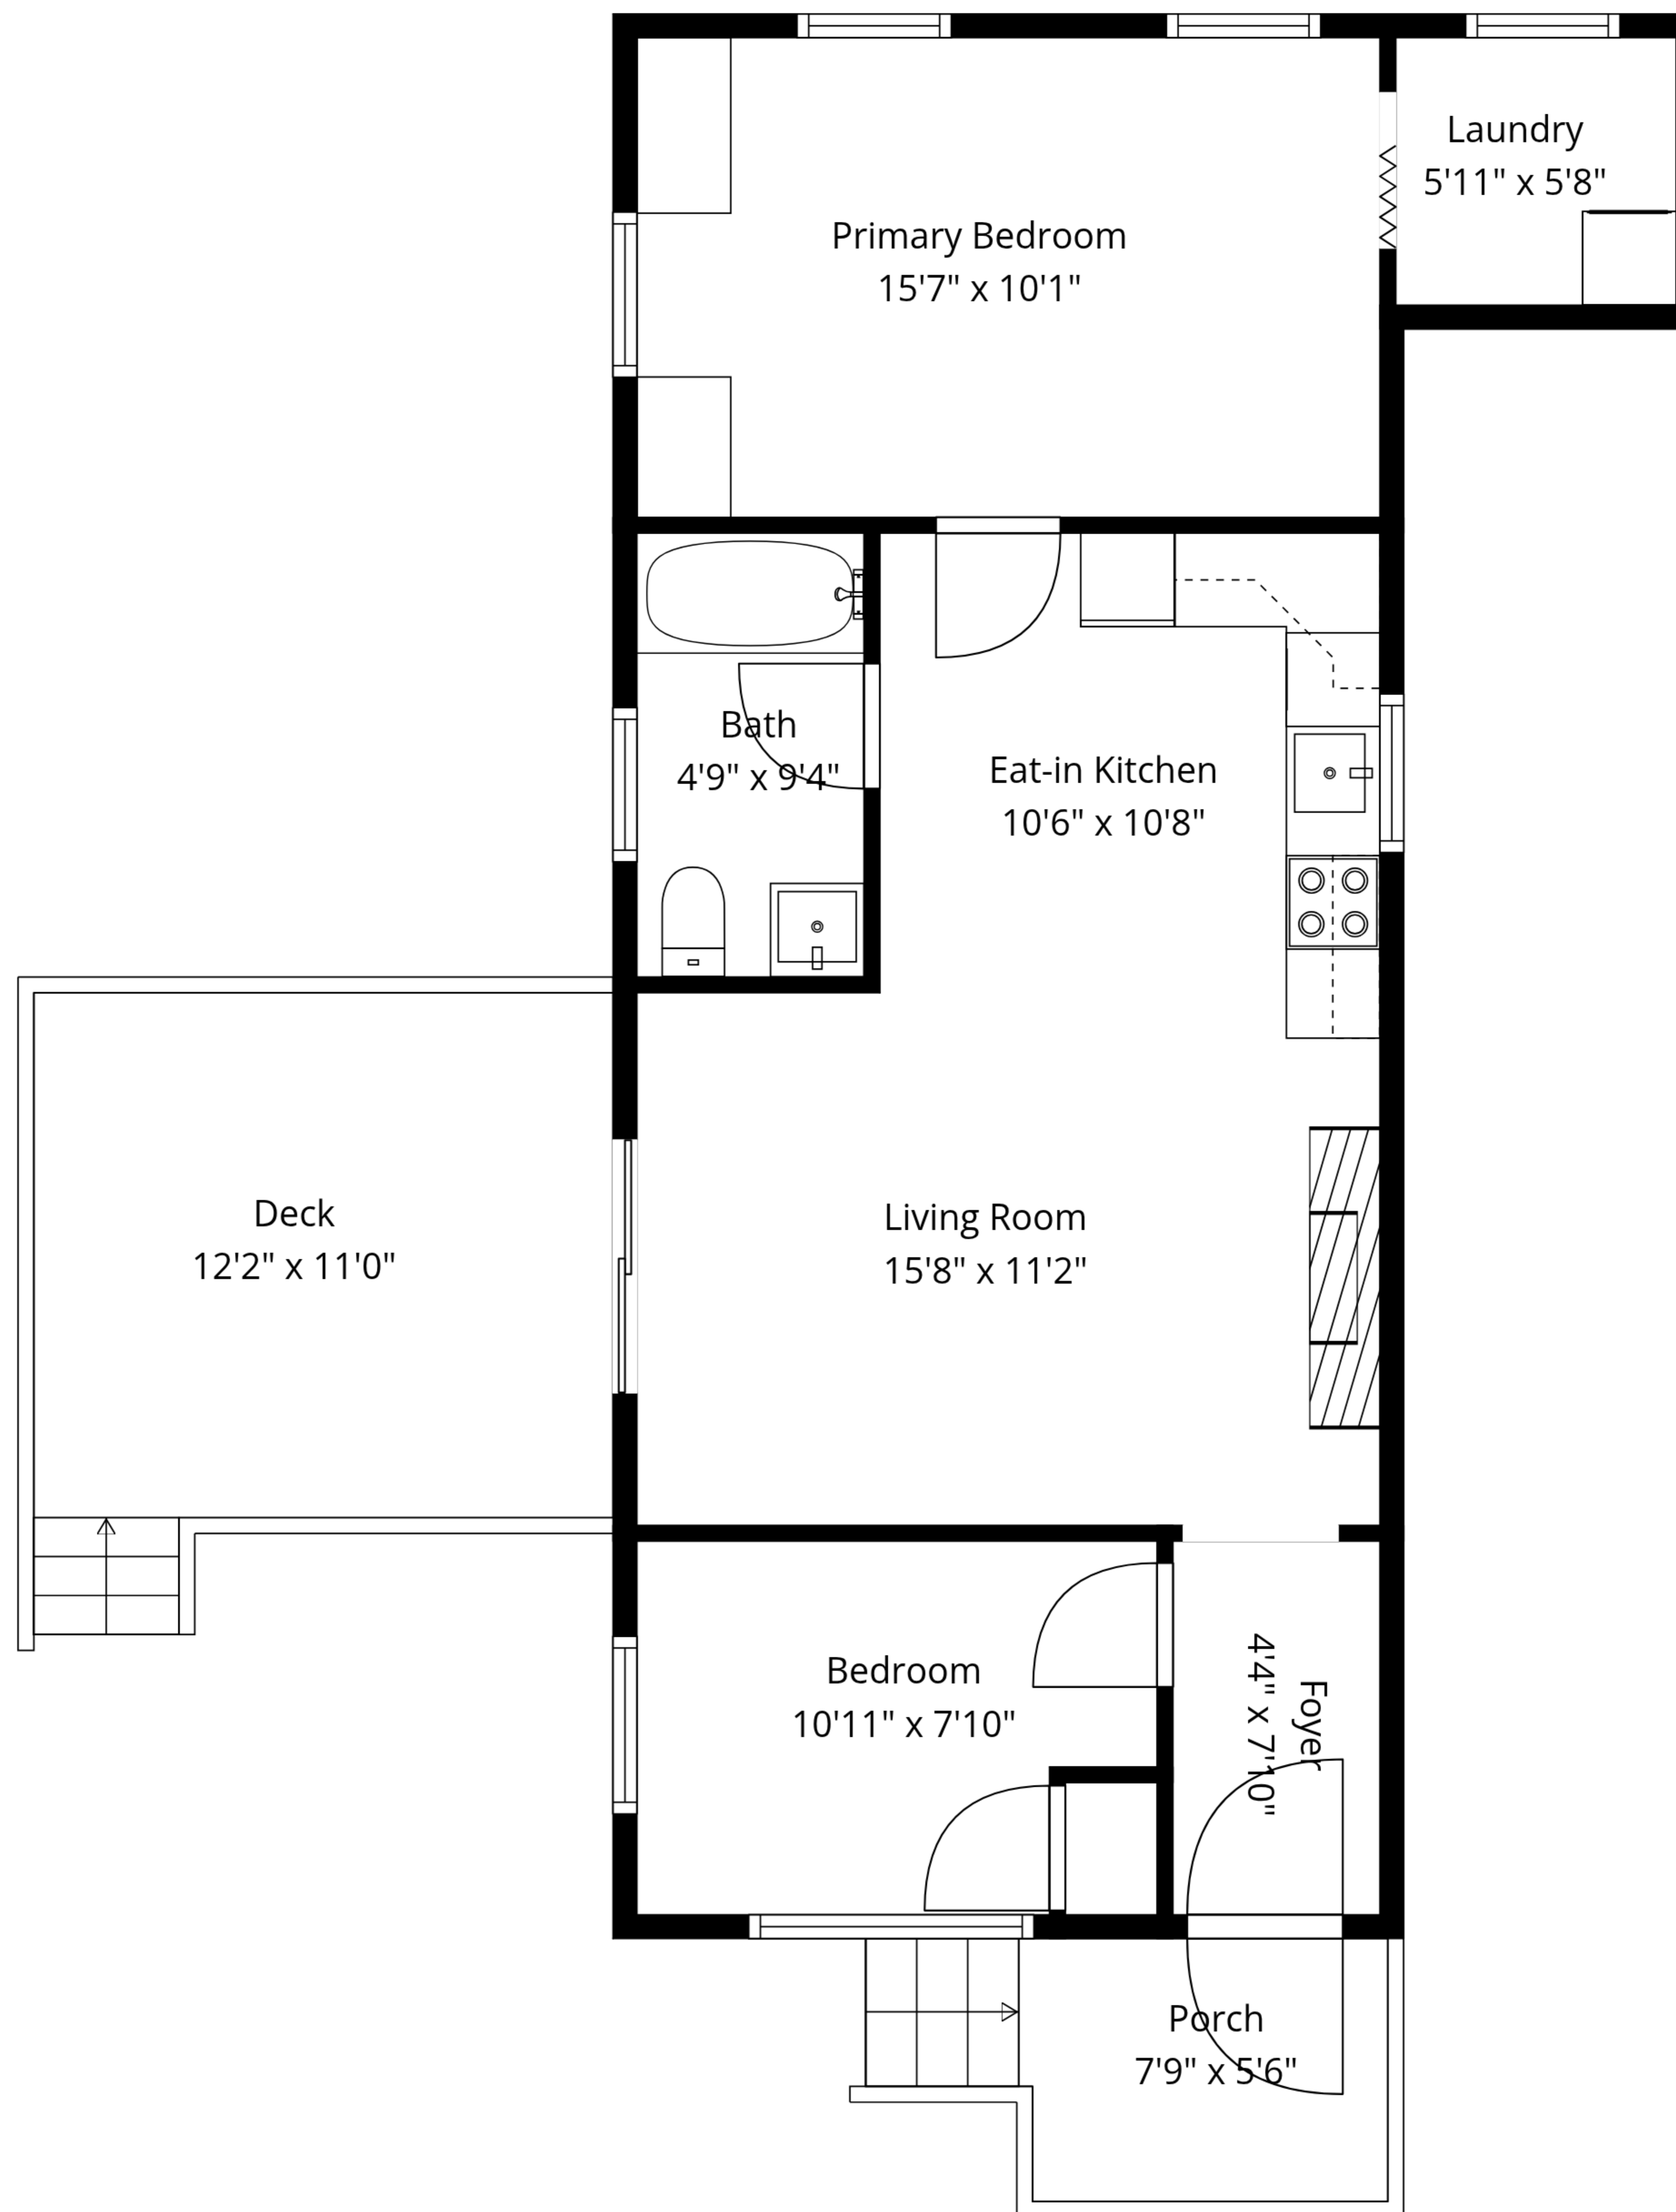 Laundry
5'11" x 5'8"
Primary Bedroom
15'7" x 10'1"
Bath
4'9" x 9'4"
Eat-in Kitchen
10'6" x 10'8"
Deck
12'2" x 11'0"
Living Room
15'8" x 11'2"
Bedroom
10'11" x 7'10"
Foyer
4'4" x 7'10"
Porch
7'9" x 5'6"